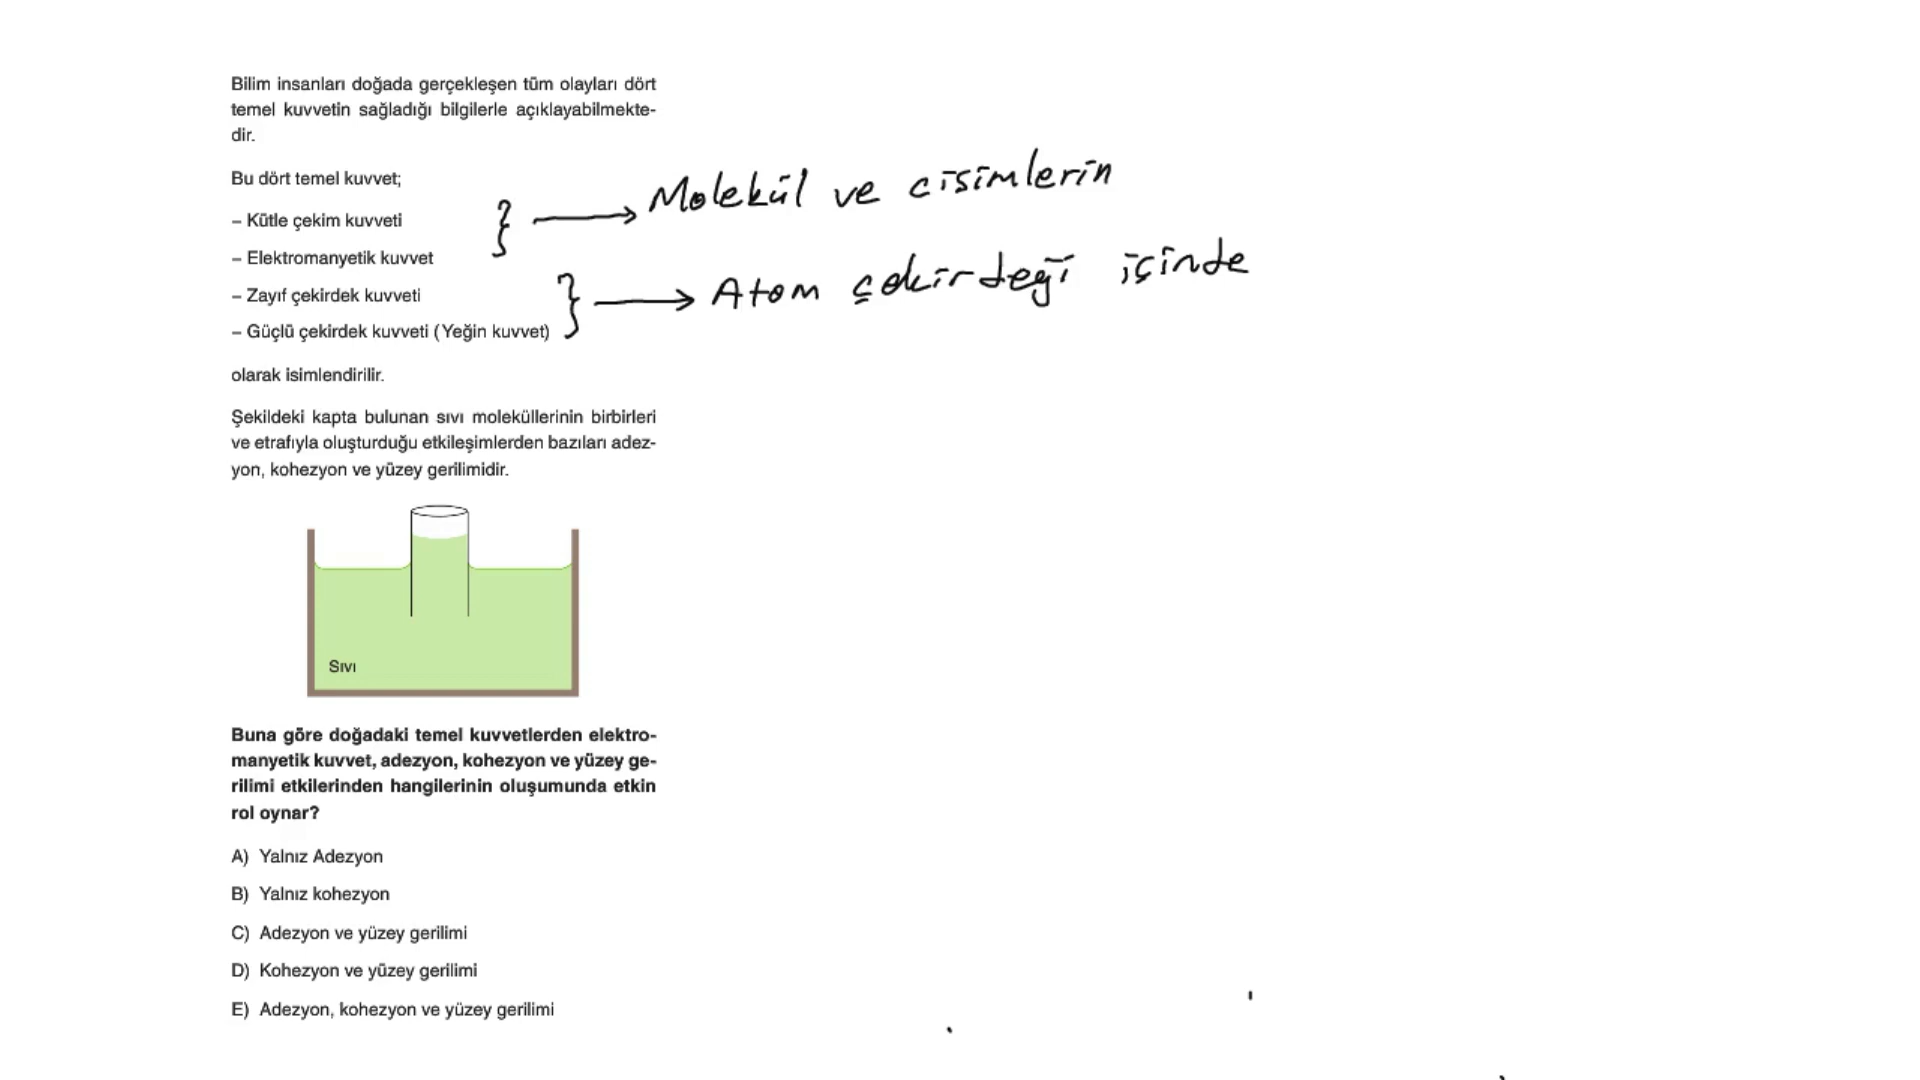 Bilim insanları doğada gerçekleşen tüm olayları dört
temel kuvvetin sağladığı bilgilerle açıklayabilmekte-
dir.
Bu dört temel kuvvet;
– Kütle çekim kuvveti
– Elektromanyetik kuvvet
} → Molekül ve cisimlerin
– Zayıf çekirdek kuvveti
– Güçlü çekirdek kuvveti (Yeğin kuvvet)
} → Atom çekirdeği içinde
olarak isimlendirilir.
Şekildeki kapta bulunan sıvı moleküllerinin birbirleri
ve etrafıyla oluşturduğu etkileşimlerden bazıları adez-
yon, kohezyon ve yüzey gerilimidir.
Sıvı
Buna göre doğadaki temel kuvvetlerden elektro-
manyetik kuvvet, adezyon, kohezyon ve yüzey ge-
rilimi etkilerinden hangilerinin oluşumunda etkin
rol oynar?
A) Yalnız Adezyon
B) Yalnız kohezyon
C) Adezyon ve yüzey gerilimi
D) Kohezyon ve yüzey gerilimi
E) Adezyon, kohezyon ve yüzey gerilimi